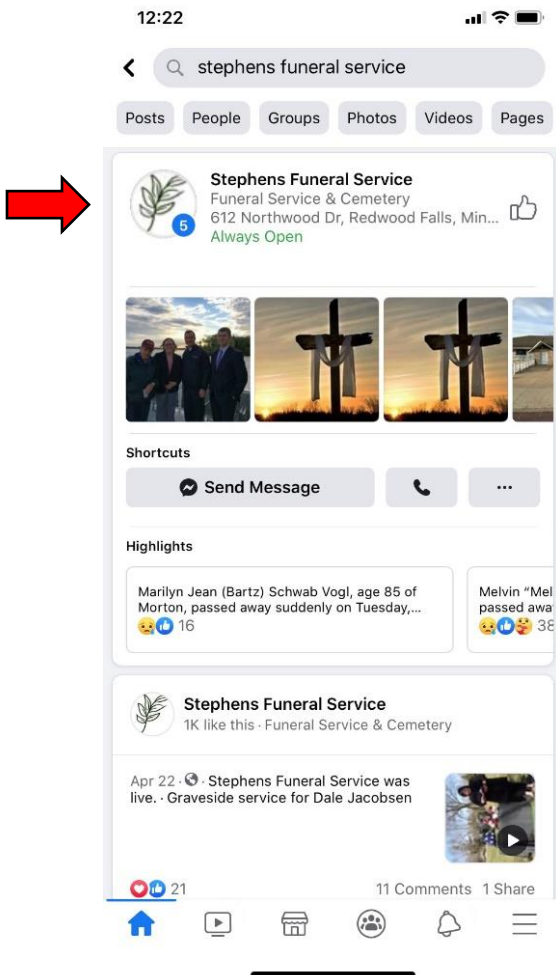 12:22
stephens funeral service
Posts People Groups Photos Videos Pages
Stephens Funeral Service
Funeral Service & Cemetery
612 Northwood Dr, Redwood Falls, Min...
Always Open
5
Shortcuts
Send Message
Highlights
Marilyn Jean (Bartz) Schwab Vogl, age 85 of
Morton, passed away suddenly on Tuesday,...
16
Melvin “Mel
passed awa
38
Stephens Funeral Service
1K like this · Funeral Service & Cemetery
Apr 22 · · Stephens Funeral Service was
live. · Graveside service for Dale Jacobsen
21 11 Comments 1 Share